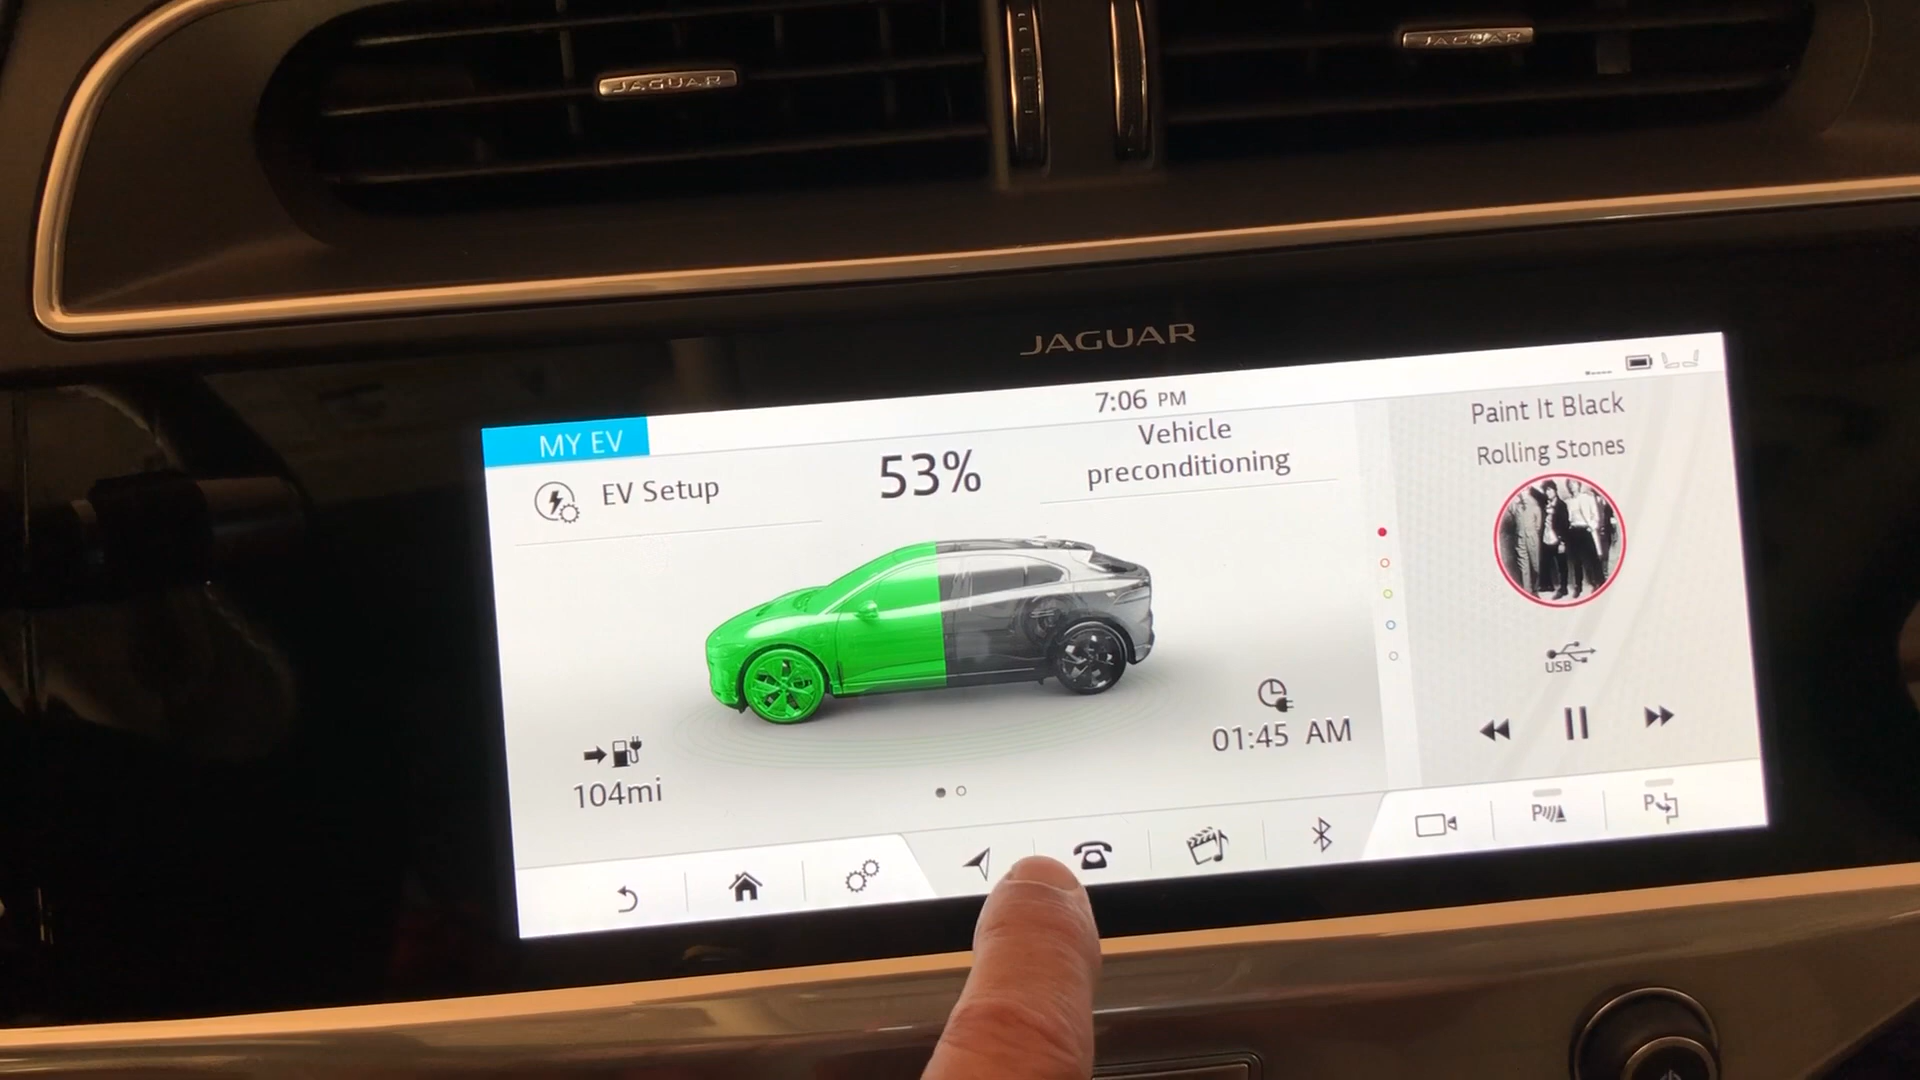 JAGUAR
JAGUAR
JAGUAR
7:06 PM
MY EV
EV Setup
53%
Vehicle
preconditioning
Paint It Black
Rolling Stones
USB
01:45 AM
104mi
P
P